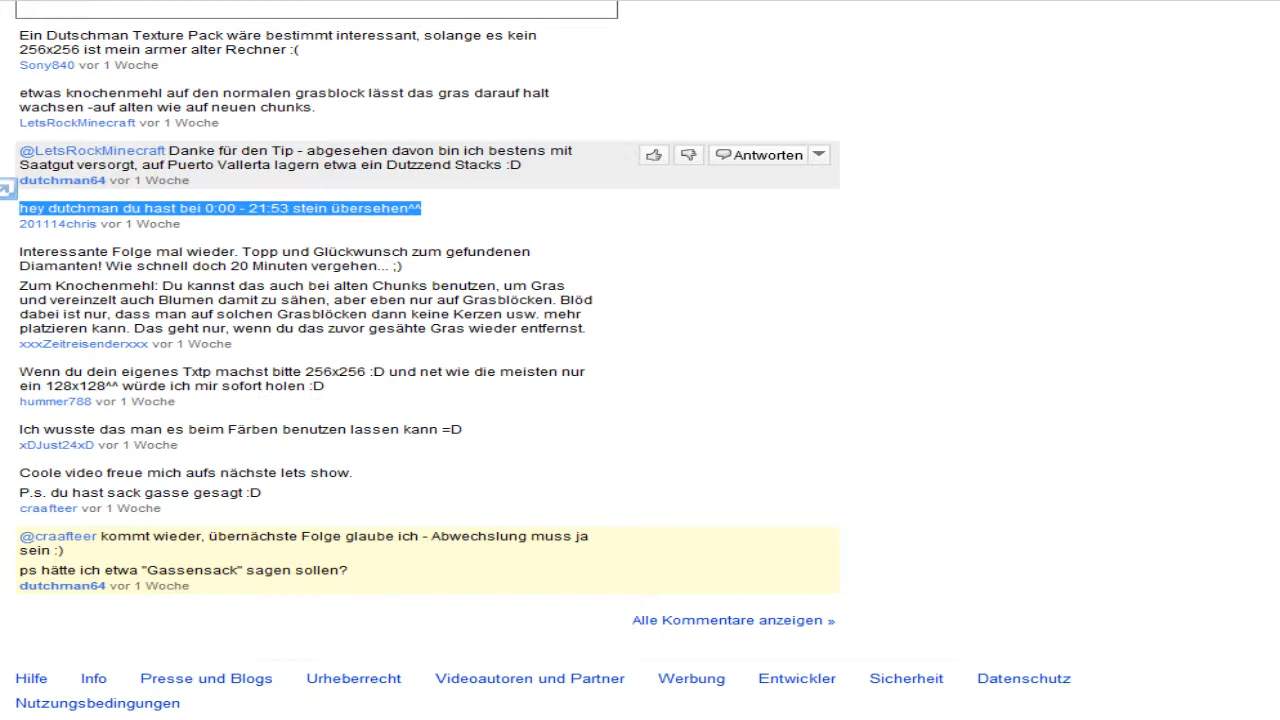 Ein Dutschman Texture Pack wäre bestimmt interessant, solange es kein
256x256 ist mein armer alter Rechner :(
Sony840 vor 1 Woche
etwas knochenmehl auf den normalen grasblock lässt das gras darauf halt
wachsen -auf alten wie auf neuen chunks.
LetsRockMinecraft vor 1 Woche
@LetsRockMinecraft Danke für den Tip - abgesehen davon bin ich bestens mit
Saatgut versorgt, auf Puerto Vallerta lagern etwa ein Dutzzend Stacks :D
Antworten
dutchman64 vor 1 Woche
hey dutchman du hast bei 0:00 - 21:53 stein übersehen^^
201114chris vor 1 Woche
Interessante Folge mal wieder. Topp und Glückwunsch zum gefundenen
Diamanten! Wie schnell doch 20 Minuten vergehen... ;)
Zum Knochenmehl: Du kannst das auch bei alten Chunks benutzen, um Gras
und vereinzelt auch Blumen damit zu sähen, aber eben nur auf Grasblöcken. Blöd
dabei ist nur, dass man auf solchen Grasblöcken dann keine Kerzen usw. mehr
platzieren kann. Das geht nur, wenn du das zuvor gesähte Gras wieder entfernst.
xxxZeitreisenderxxx vor 1 Woche
Wenn du dein eigenes Txtp machst bitte 256x256 :D und net wie die meisten nur
ein 128x128^^ würde ich mir sofort holen :D
hummer788 vor 1 Woche
Ich wusste das man es beim Färben benutzen lassen kann =D
xDJust24xD vor 1 Woche
Coole video freue mich aufs nächste lets show.
P.s. du hast sack gasse gesagt :D
craafteer vor 1 Woche
@craafteer kommt wieder, übernächste Folge glaube ich - Abwechslung muss ja
sein :)
ps hätte ich etwa "Gassensack" sagen sollen?
dutchman64 vor 1 Woche
Alle Kommentare anzeigen »
Hilfe Info Presse und Blogs Urheberrecht Videoautoren und Partner Werbung Entwickler Sicherheit Datenschutz
Nutzungsbedingungen